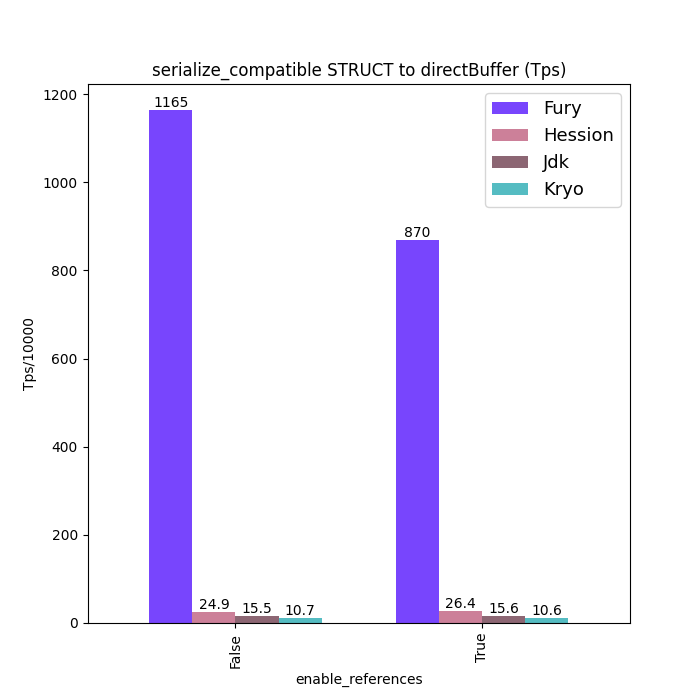 serialize_compatible STRUCT to directBuffer (Tps)
Fury
Hession
Jdk
Kryo
Tps/10000
1200
1000
800
600
400
200
0
1165
24.9
15.5
10.7
870
26.4
15.6
10.6
False
True
enable_references